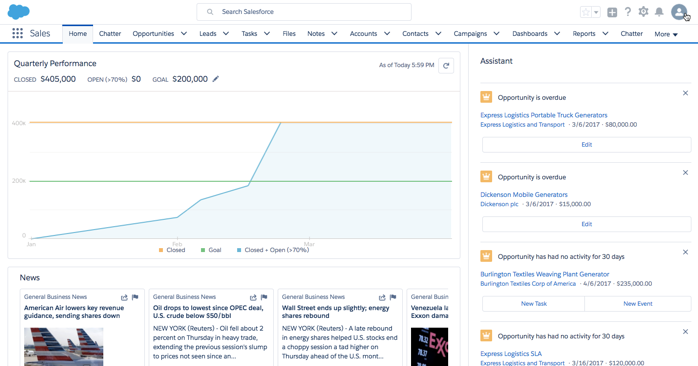 Search Salesforce
Sales
Home Chatter Opportunities Leads Tasks Files Notes Accounts Contacts Campaigns Dashboards Reports Chatter More
Quarterly Performance
As of Today 5:59 PM
CLOSED $405,000 OPEN (>70%) $0 GOAL $200,000
400K
200K
0
Jan Feb Mar
Closed Goal Closed + Open (>70%)
News
General Business News
American Air lowers key revenue
guidance, sending shares down
General Business News
Oil drops to lowest since OPEC deal,
U.S. crude below $50/bbl
NEW YORK (Reuters) - Oil fell about 2
percent on Thursday in heavy trade,
extending the previous session's slump
to prices not seen since an...
General Business News
Wall Street ends up slightly; energy
shares rebound
NEW YORK (Reuters) - A late rebound
in energy shares helped U.S. stocks end
a choppy session a tad higher on
Thursday ahead of the U.S. mont...
General Busin
Venezuela la
Exxon dama
Assistant
Opportunity is overdue
Express Logistics Portable Truck Generators
Express Logistics and Transport · 3/6/2017 · $80,000.00
Edit
Opportunity is overdue
Dickenson Mobile Generators
Dickenson plc · 3/6/2017 · $15,000.00
Edit
Opportunity has had no activity for 30 days
Burlington Textiles Weaving Plant Generator
Burlington Textiles Corp of America · 4/6/2017 · $235,000.00
New Task New Event
Opportunity has had no activity for 30 days
Express Logistics SLA
Express Logistics and Transport · 3/16/2017 · $120,000.00